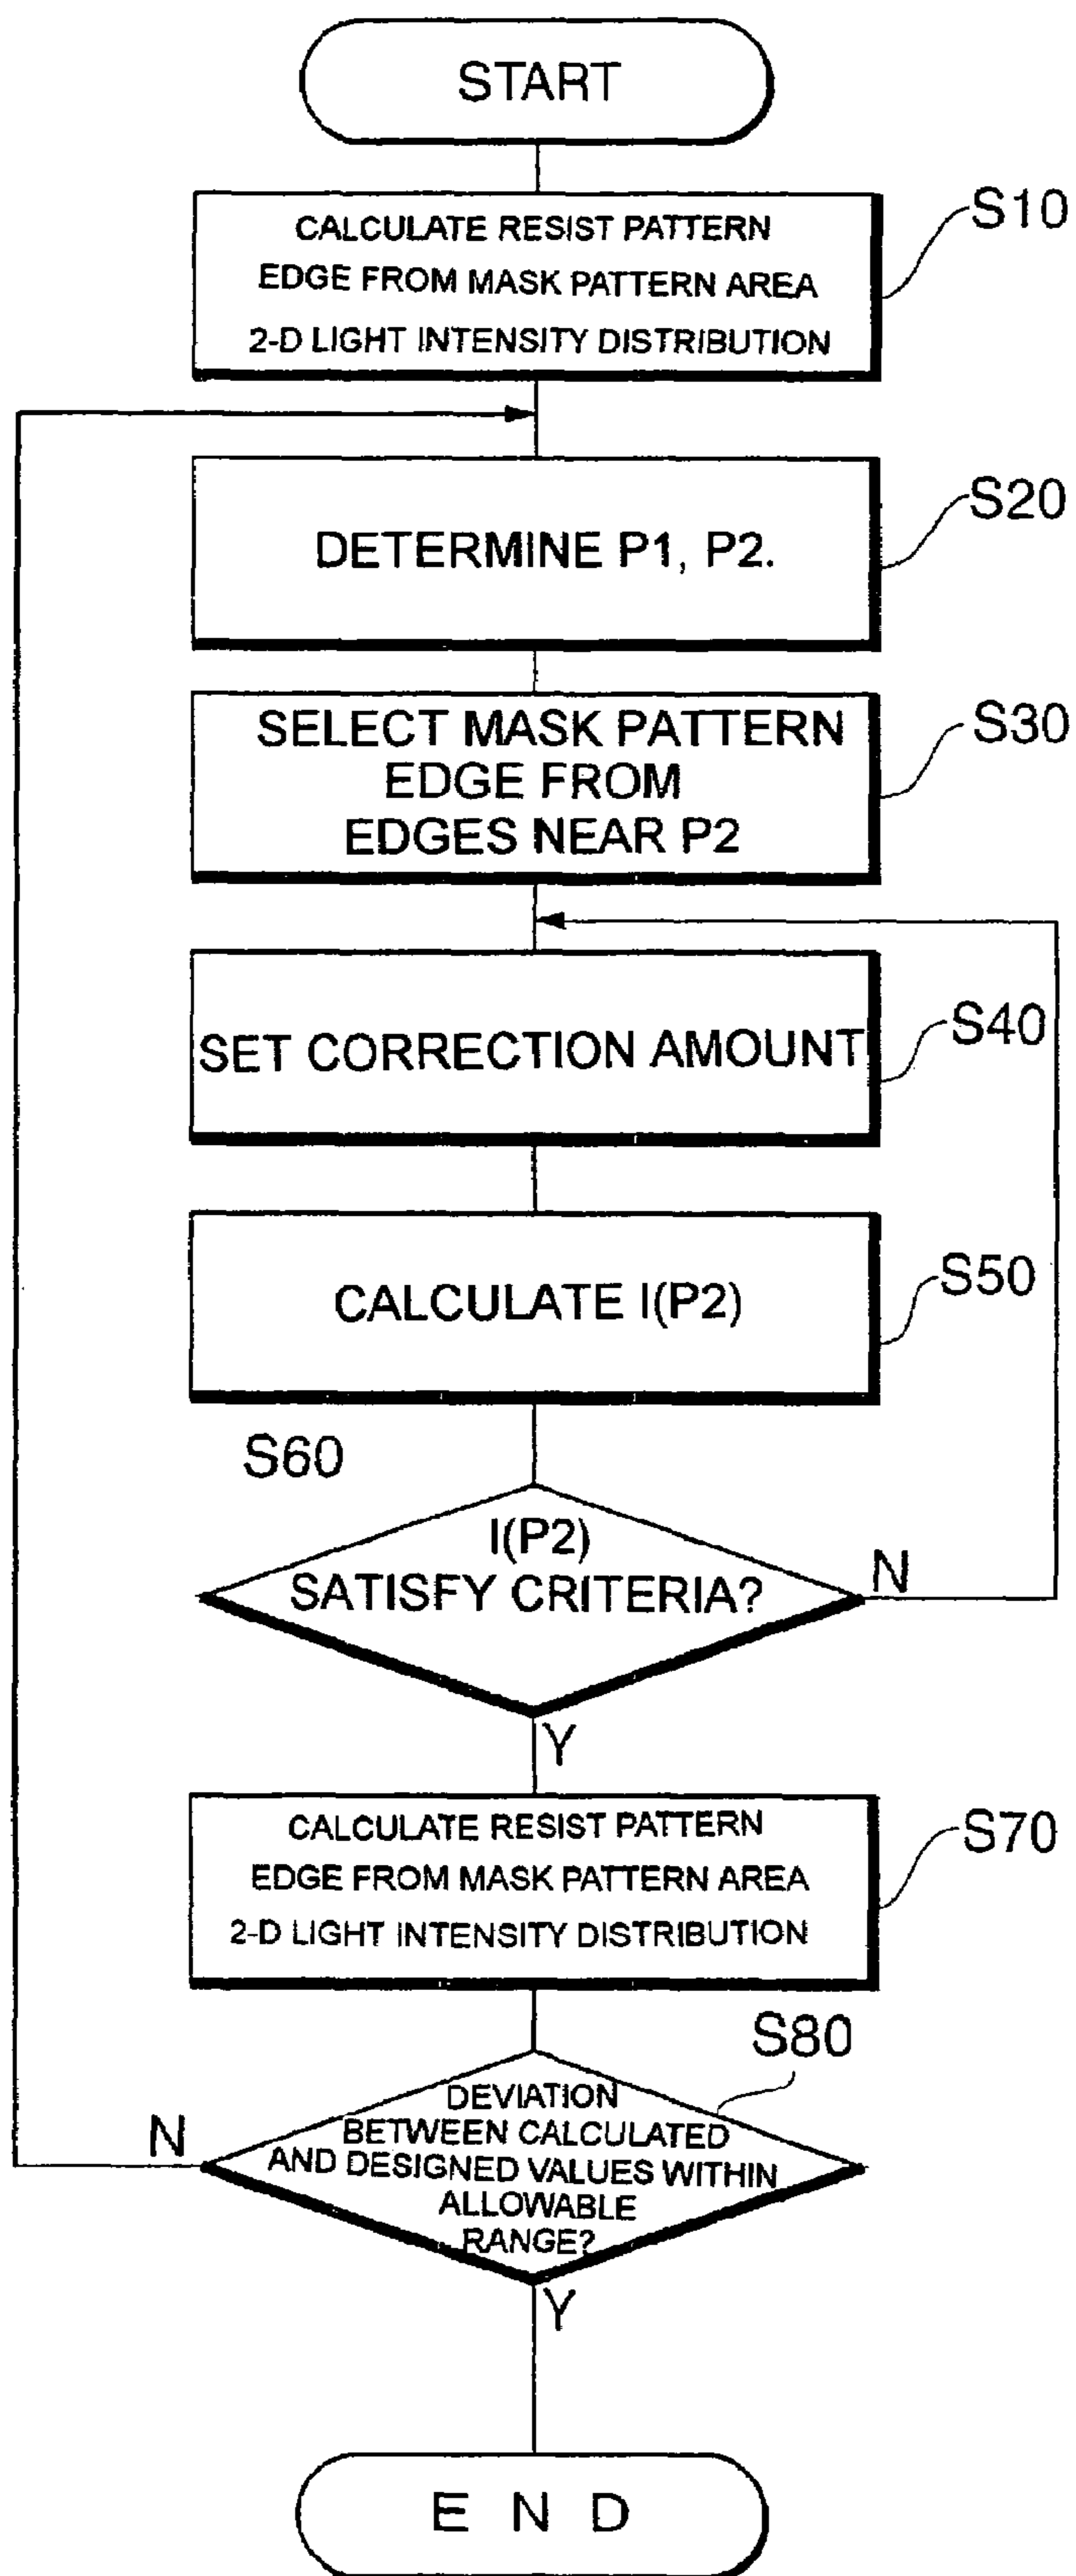 START
CALCULATE RESIST PATTERN
EDGE FROM MASK PATTERN AREA
2-D LIGHT INTENSITY DISTRIBUTION
S10
DETERMINE P1, P2.
S20
SELECT MASK PATTERN
EDGE FROM
EDGES NEAR P2
S30
SET CORRECTION AMOUNT
S40
CALCULATE I(P2)
S50
S60
I(P2)
SATISFY CRITERIA?
N
Y
CALCULATE RESIST PATTERN
EDGE FROM MASK PATTERN AREA
2-D LIGHT INTENSITY DISTRIBUTION
S70
S80
DEVIATION
BETWEEN CALCULATED
AND DESIGNED VALUES WITHIN
ALLOWABLE
RANGE?
N
Y
E N D